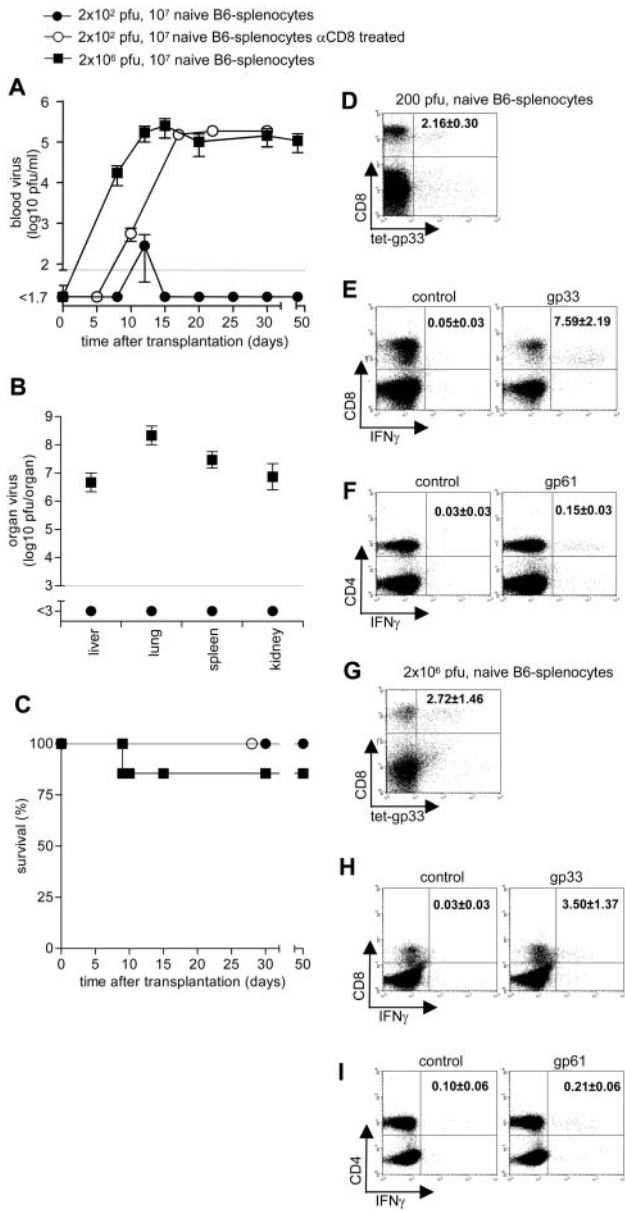 2x10² pfu, 10⁷ naive B6-splenocytes
2x10² pfu, 10⁷ naive B6-splenocytes αCD8 treated
2x10⁶ pfu, 10⁷ naive B6-splenocytes
A
blood virus
(log10 pfu/ml)
6
5
4
3
2
<1.7
0 5 10 15 20 25 30 50
time after transplantation (days)
B
organ virus
(log10 pfu/organ)
9
8
7
6
5
4
3
<3
liver
lung
spleen
kidney
C
survival (%)
100
75
50
25
0
0 5 10 15 20 25 30 50
time after transplantation (days)
D
200 pfu, naive B6-splenocytes
2.16±0.30
CD8
tet-gp33
E
control gp33
0.05±0.03 7.59±2.19
CD8
IFNγ
F
control gp61
0.03±0.03 0.15±0.03
CD4
IFNγ
G
2x10⁶ pfu, naive B6-splenocytes
2.72±1.46
CD8
tet-gp33
H
control gp33
0.03±0.03 3.50±1.37
CD8
IFNγ
I
control gp61
0.10±0.06 0.21±0.06
CD4
IFNγ